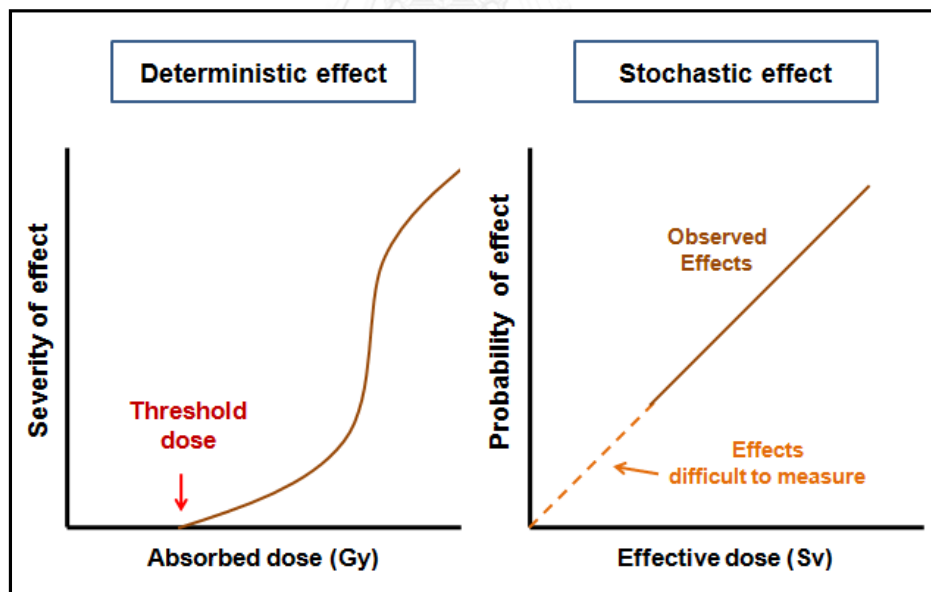 Deterministic effect
Severity of effect
Threshold
dose
Absorbed dose (Gy)
Stochastic effect
Probability of effect
Observed
Effects
Effects
difficult to measure
Effective dose (Sv)